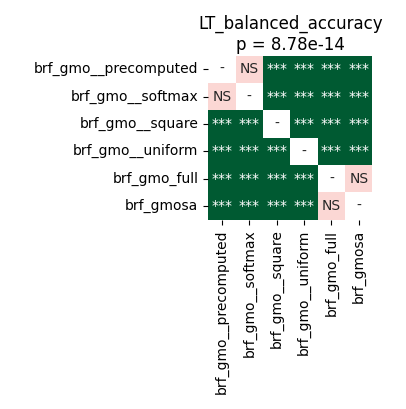 LT_balanced_accuracy
p = 8.78e-14
brf_gmo__precomputed - NS *** *** *** ***
brf_gmo__softmax NS - *** *** *** ***
brf_gmo__square *** *** - *** *** ***
brf_gmo__uniform *** *** *** - *** ***
brf_gmo_full *** *** *** *** - NS
brf_gmosa *** *** *** *** NS -
brf_gmo__precomputed
brf_gmo__softmax
brf_gmo__square
brf_gmo__uniform
brf_gmo_full
brf_gmosa